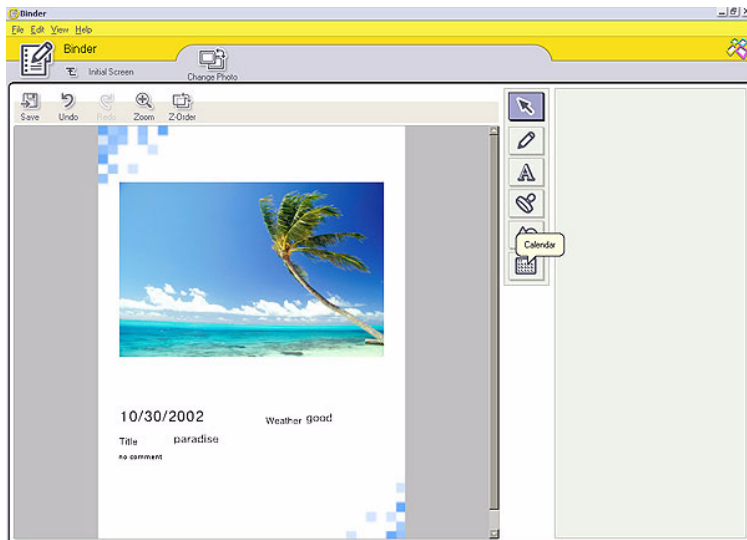 Binder
File Edit View Help
Binder
Initial Screen
Change Photo
Save Undo Redo Zoom Z-Order
Calendar
10/30/2002
Weather good
Title paradise
no comment